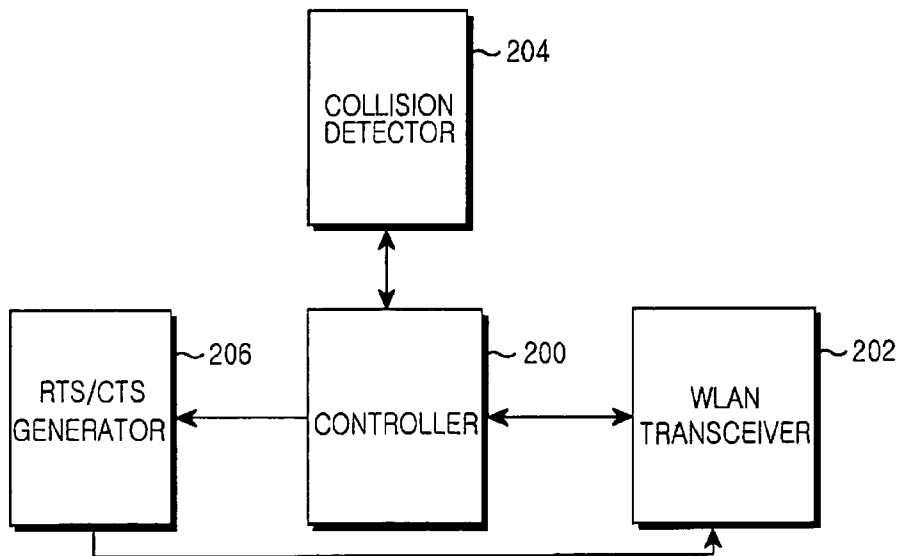 COLLISION
DETECTOR
204
RTS/CTS
GENERATOR
206
CONTROLLER
200
WLAN
TRANSCEIVER
202